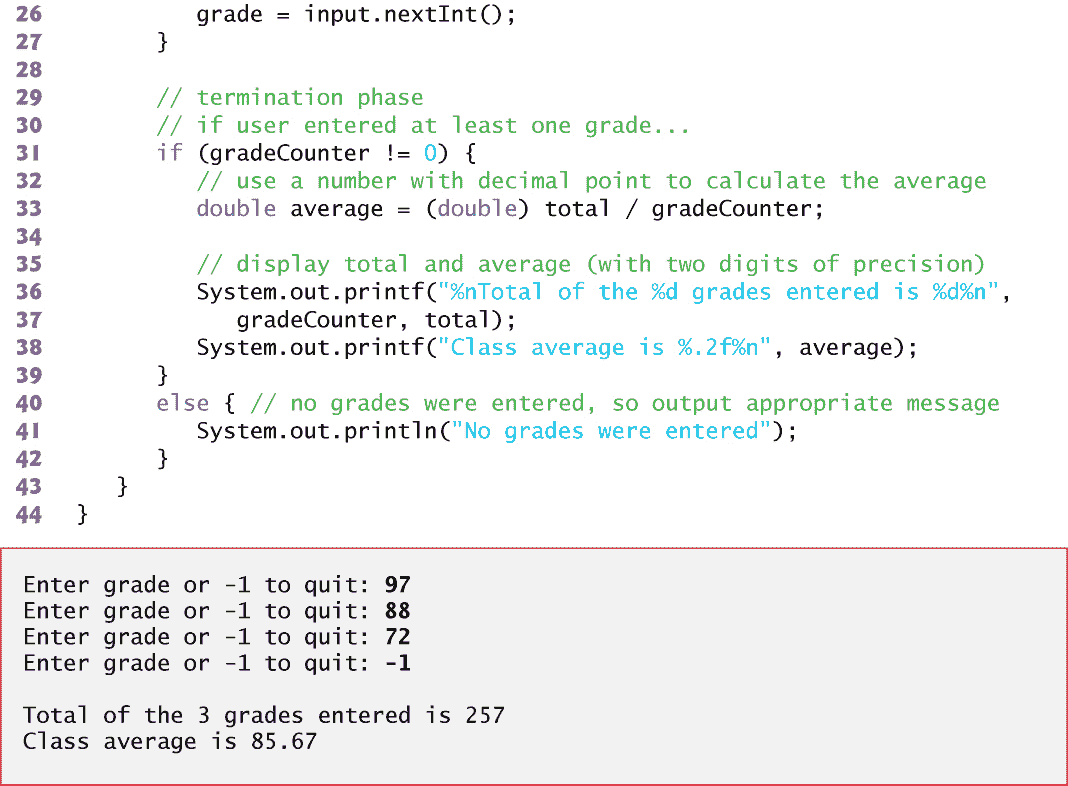 26 grade = input.nextInt();
27 }
28
29 // termination phase
30 // if user entered at least one grade...
31 if (gradeCounter != 0) {
32 // use a number with decimal point to calculate the average
33 double average = (double) total / gradeCounter;
34
35 // display total and average (with two digits of precision)
36 System.out.printf("%nTotal of the %d grades entered is %d%n",
37 gradeCounter, total);
38 System.out.printf("Class average is %.2f%n", average);
39 }
40 else { // no grades were entered, so output appropriate message
41 System.out.println("No grades were entered");
42 }
43 }
44 }
Enter grade or -1 to quit: 97
Enter grade or -1 to quit: 88
Enter grade or -1 to quit: 72
Enter grade or -1 to quit: -1
Total of the 3 grades entered is 257
Class average is 85.67